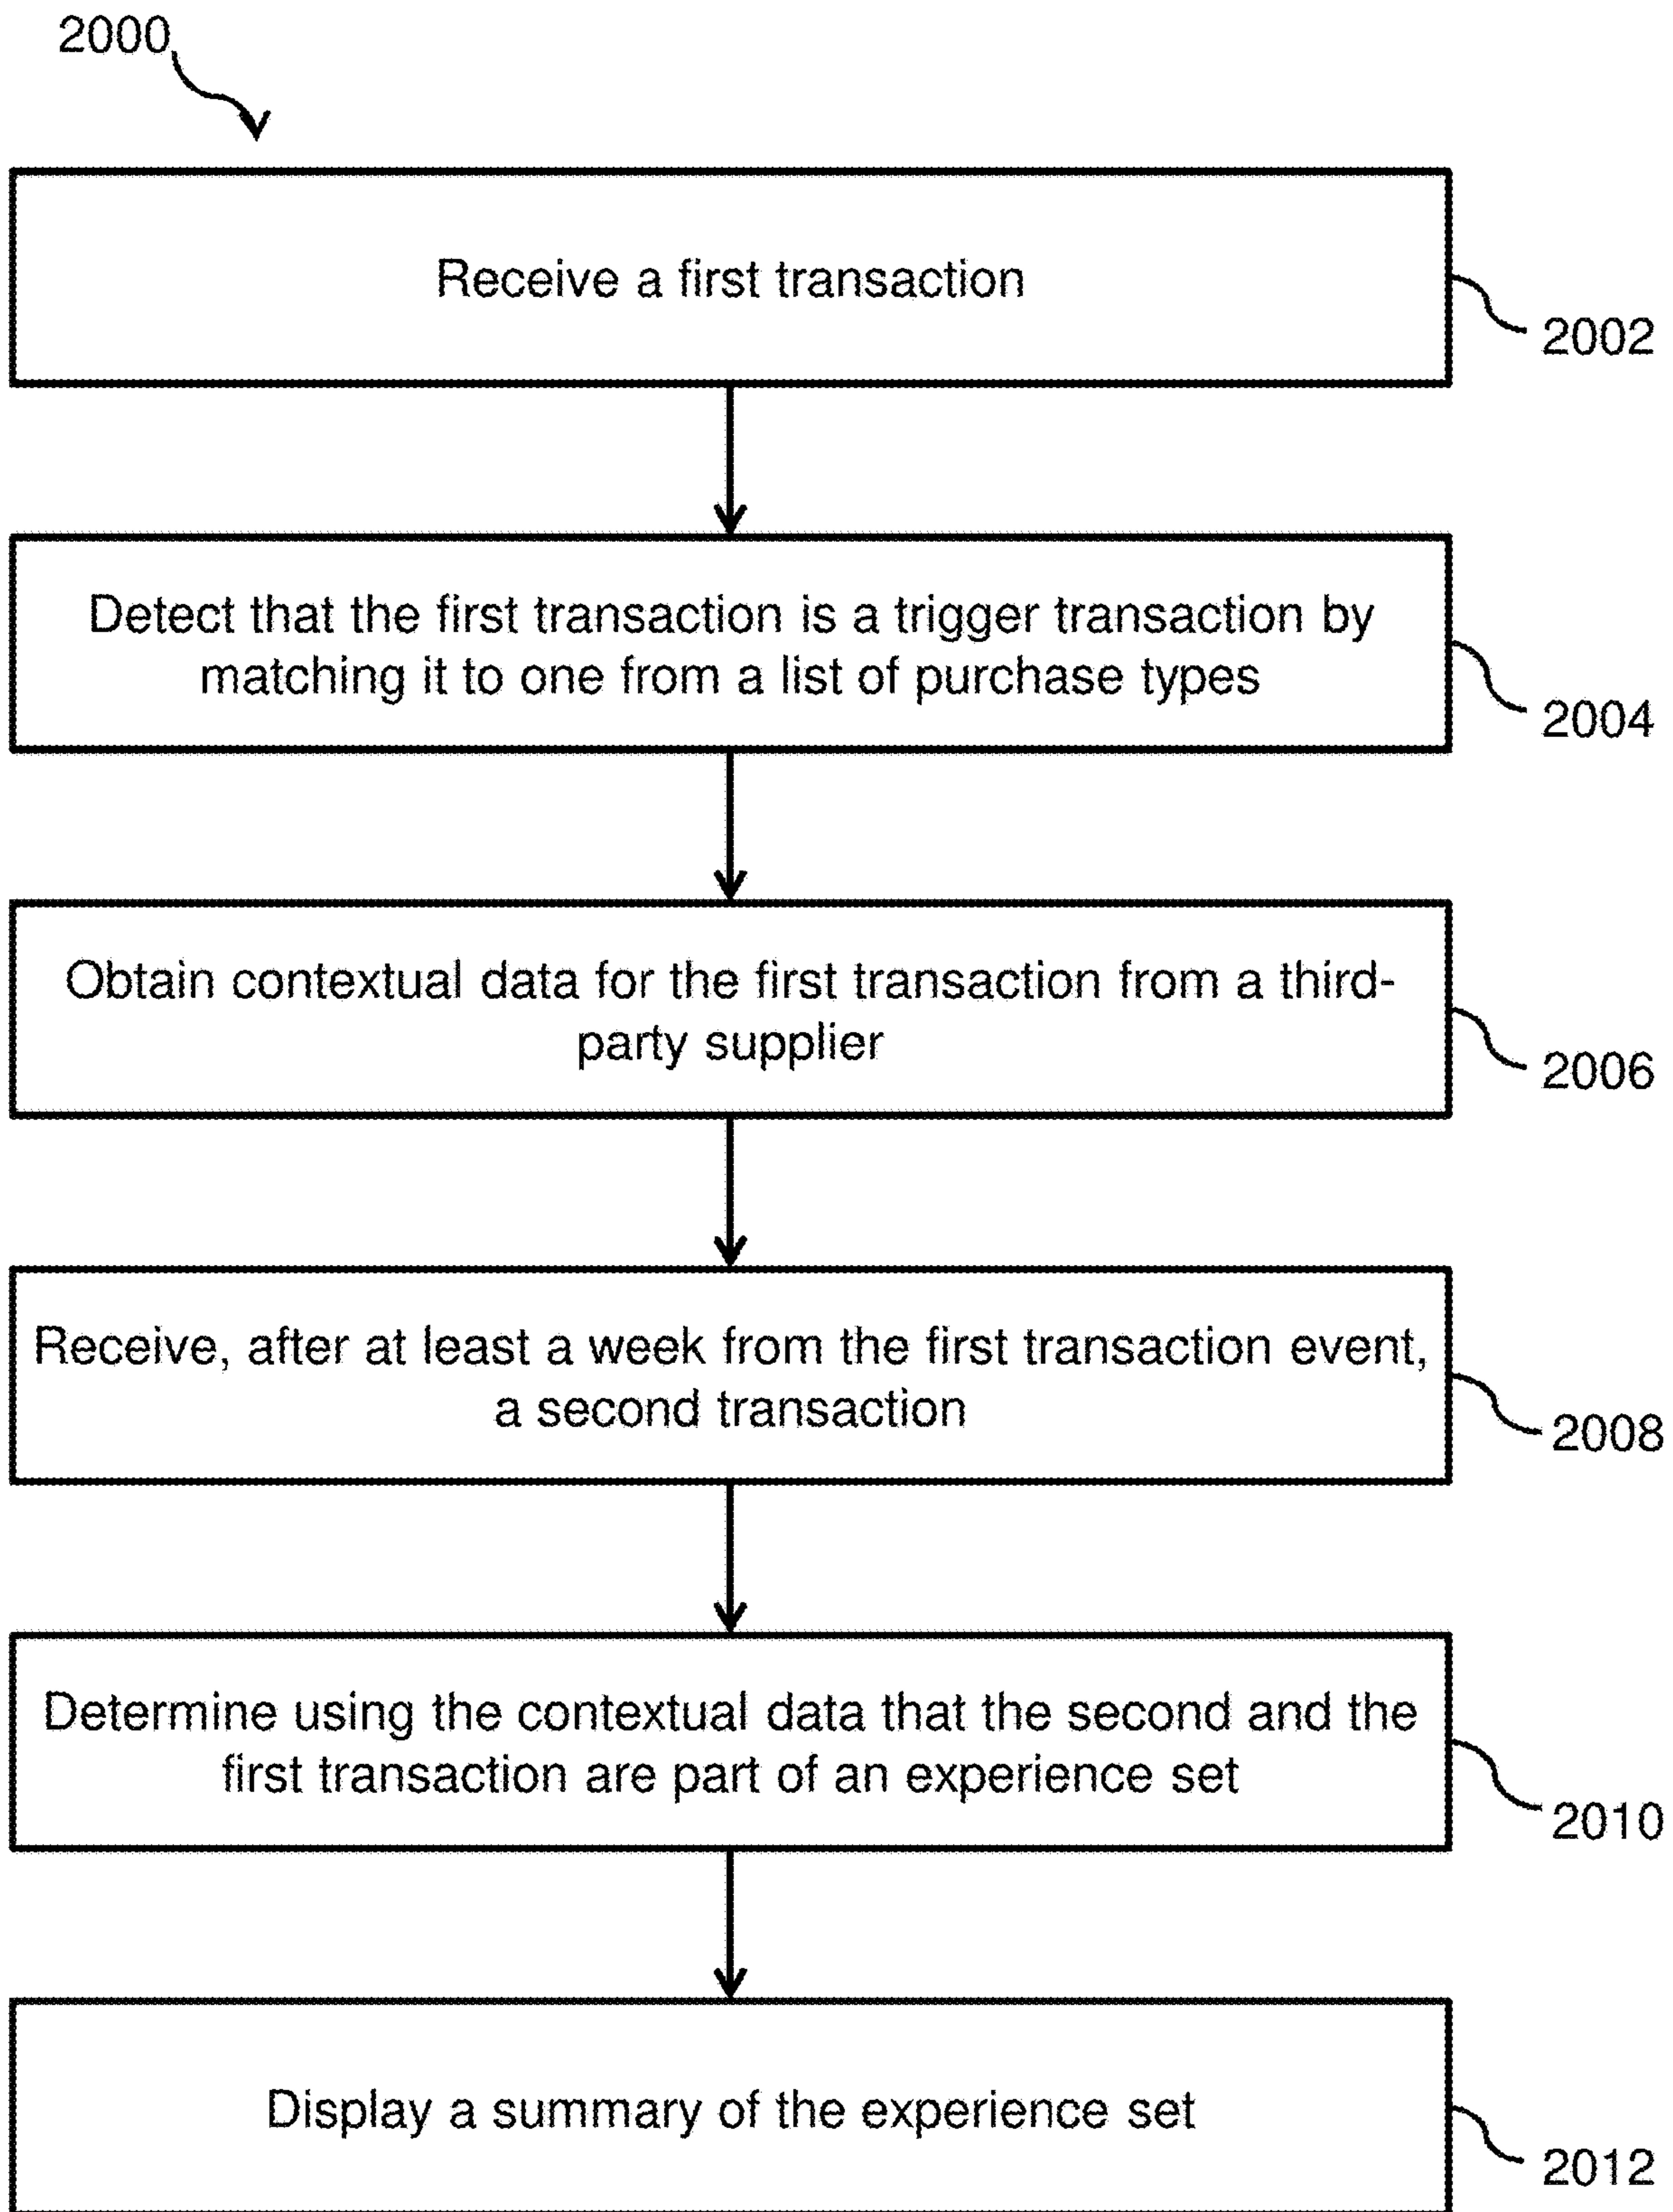 2000
Receive a first transaction
2002
Detect that the first transaction is a trigger transaction by
matching it to one from a list of purchase types
2004
Obtain contextual data for the first transaction from a third-
party supplier
2006
Receive, after at least a week from the first transaction event,
a second transaction
2008
Determine using the contextual data that the second and the
first transaction are part of an experience set
2010
Display a summary of the experience set
2012